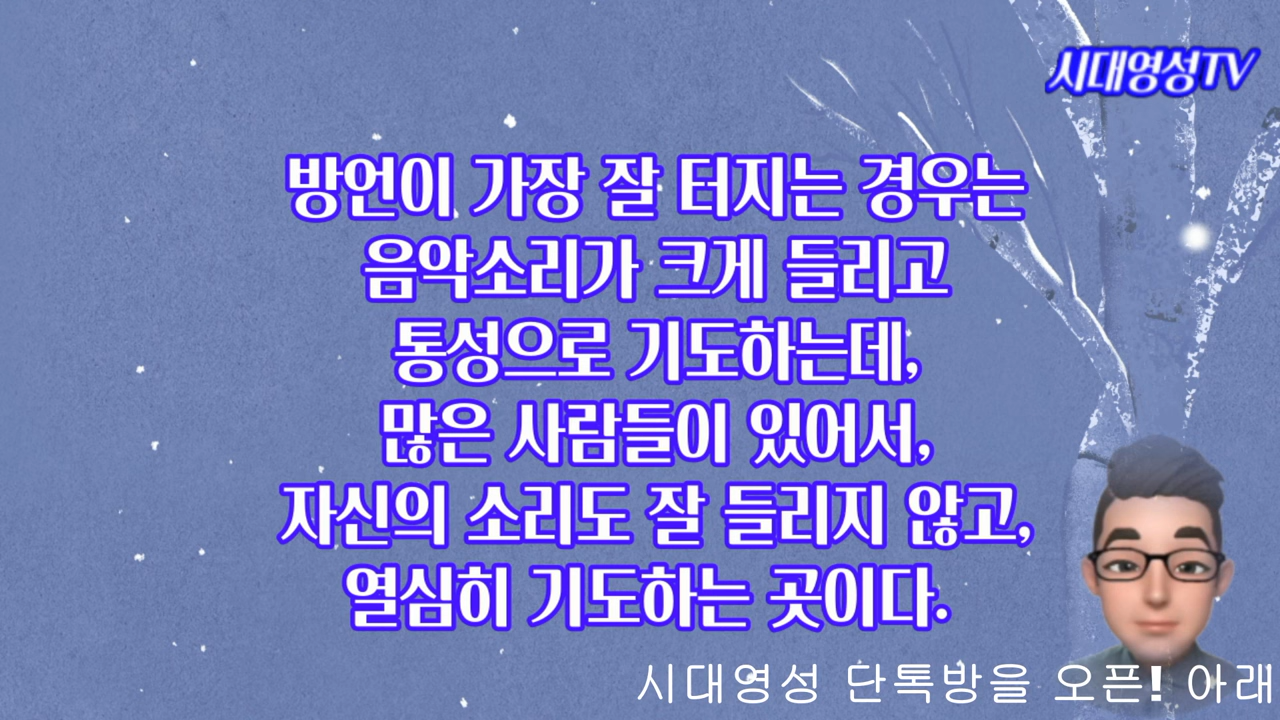 시대영성TV
방언이 가장 잘 터지는 경우는
음악소리가 크게 들리고
통성으로 기도하는데,
많은 사람들이 있어서,
자신의 소리도 잘 들리지 않고,
열심히 기도하는 곳이다.
시대영성 단톡방을 오픈! 아래